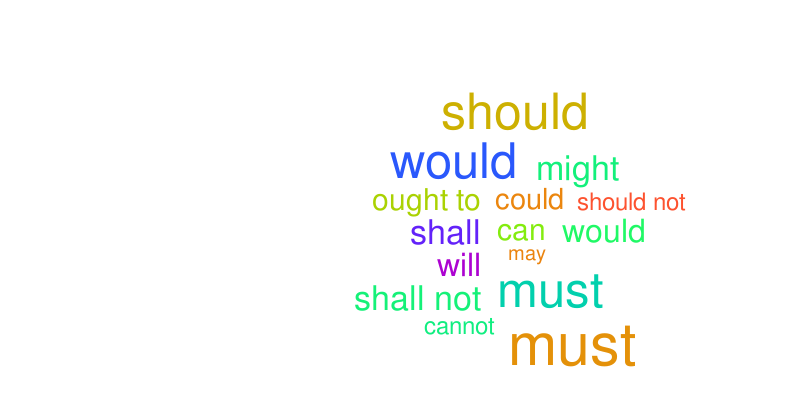 should
would might
ought to could should not
shall can would
will may
shall not must
cannot must